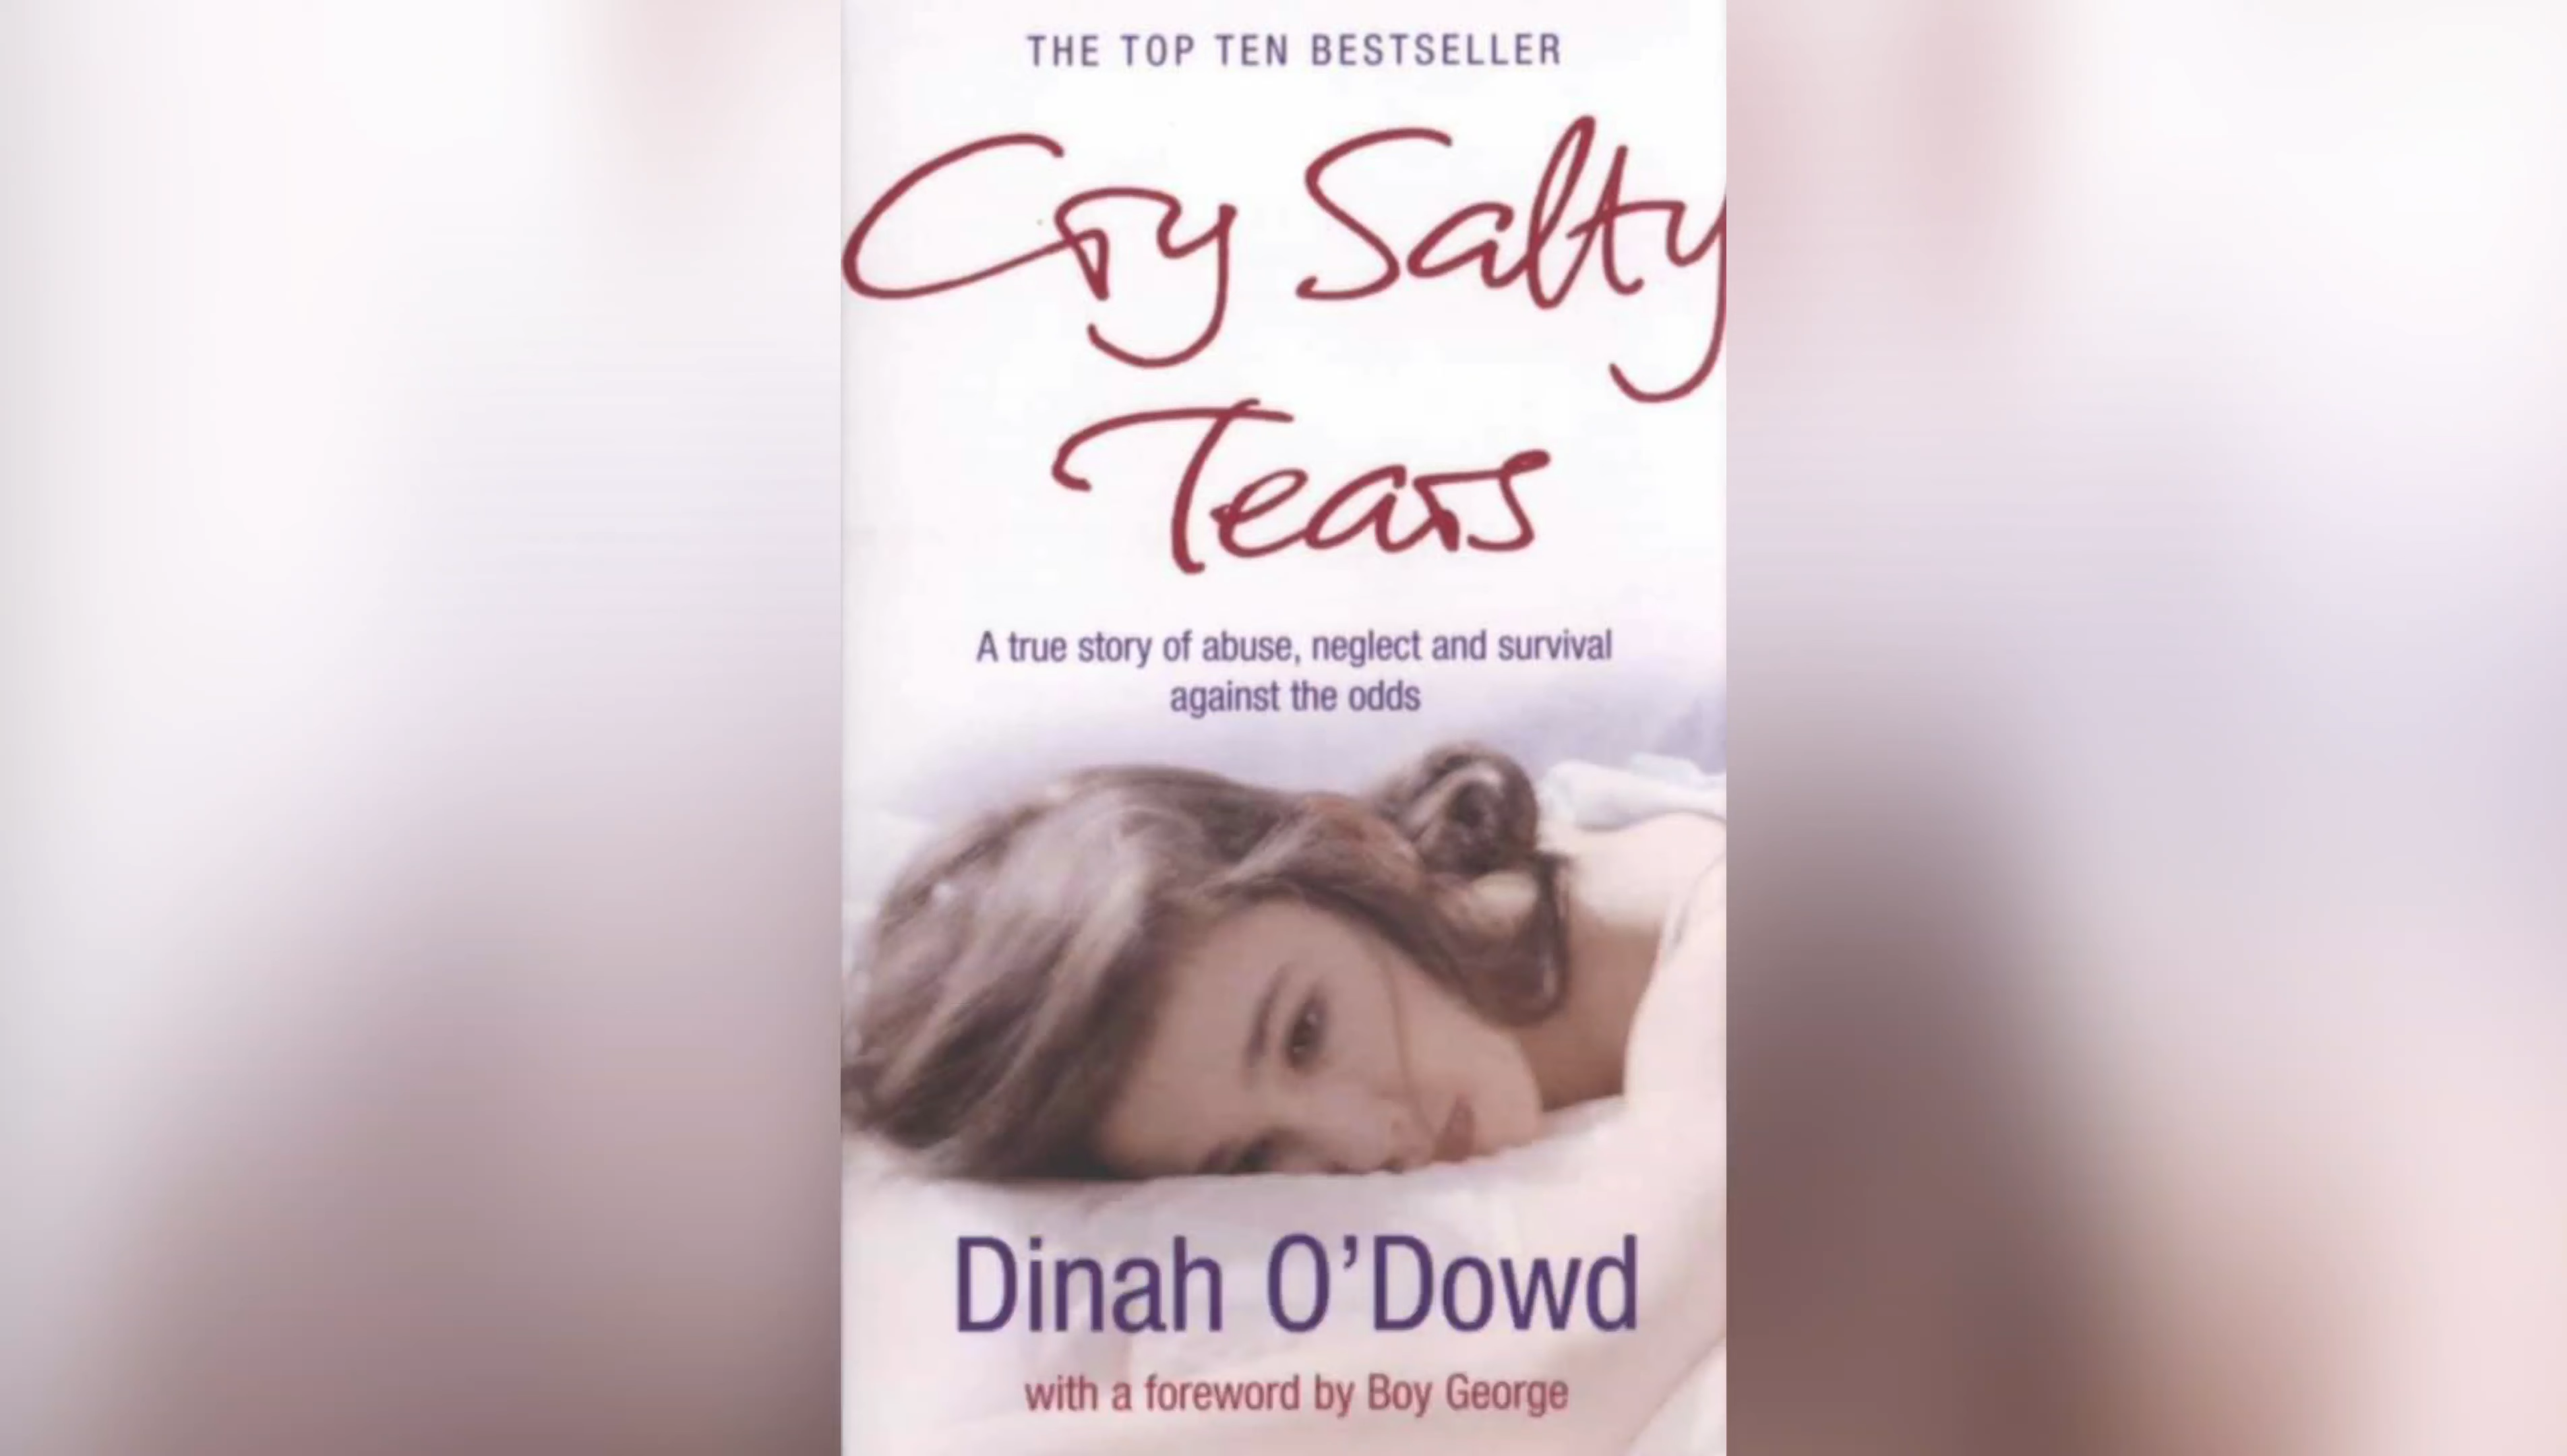 THE TOP TEN BESTSELLER
Cry Salty
Tears
A true story of abuse, neglect and survival
against the odds
Dinah O'Dowd
with a foreword by Boy George